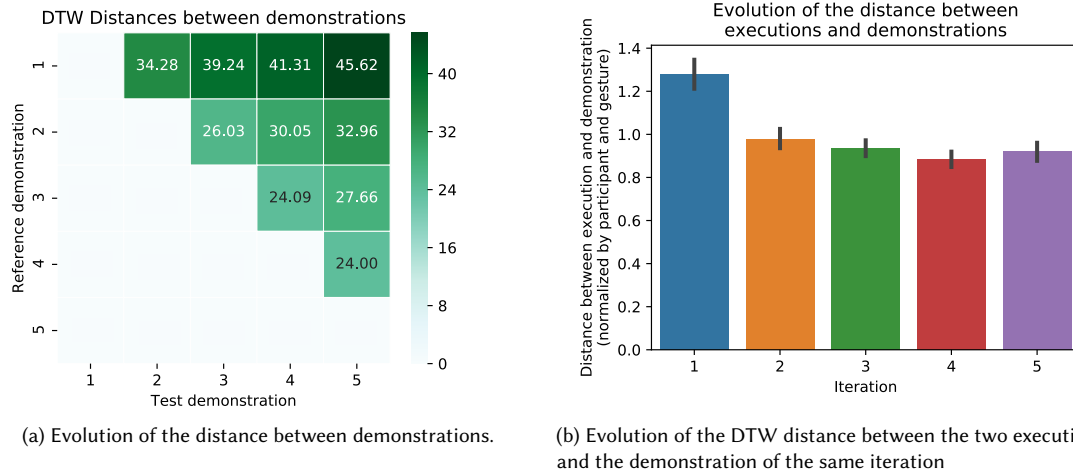 DTW Distances between demonstrations
1 34.28 39.24 41.31 45.62
2 26.03 30.05 32.96
3 24.09 27.66
4 24.00
5
Reference demonstration
1 2 3 4 5
Test demonstration
40
32
24
16
8
0
(a) Evolution of the distance between demonstrations.
Evolution of the distance between
executions and demonstrations
Distance between execution and demonstration
(normalized by participant and gesture)
1.4
1.2
1.0
0.8
0.6
0.4
0.2
0.0
1 2 3 4 5
Iteration
(b) Evolution of the DTW distance between the two executi
and the demonstration of the same iteration